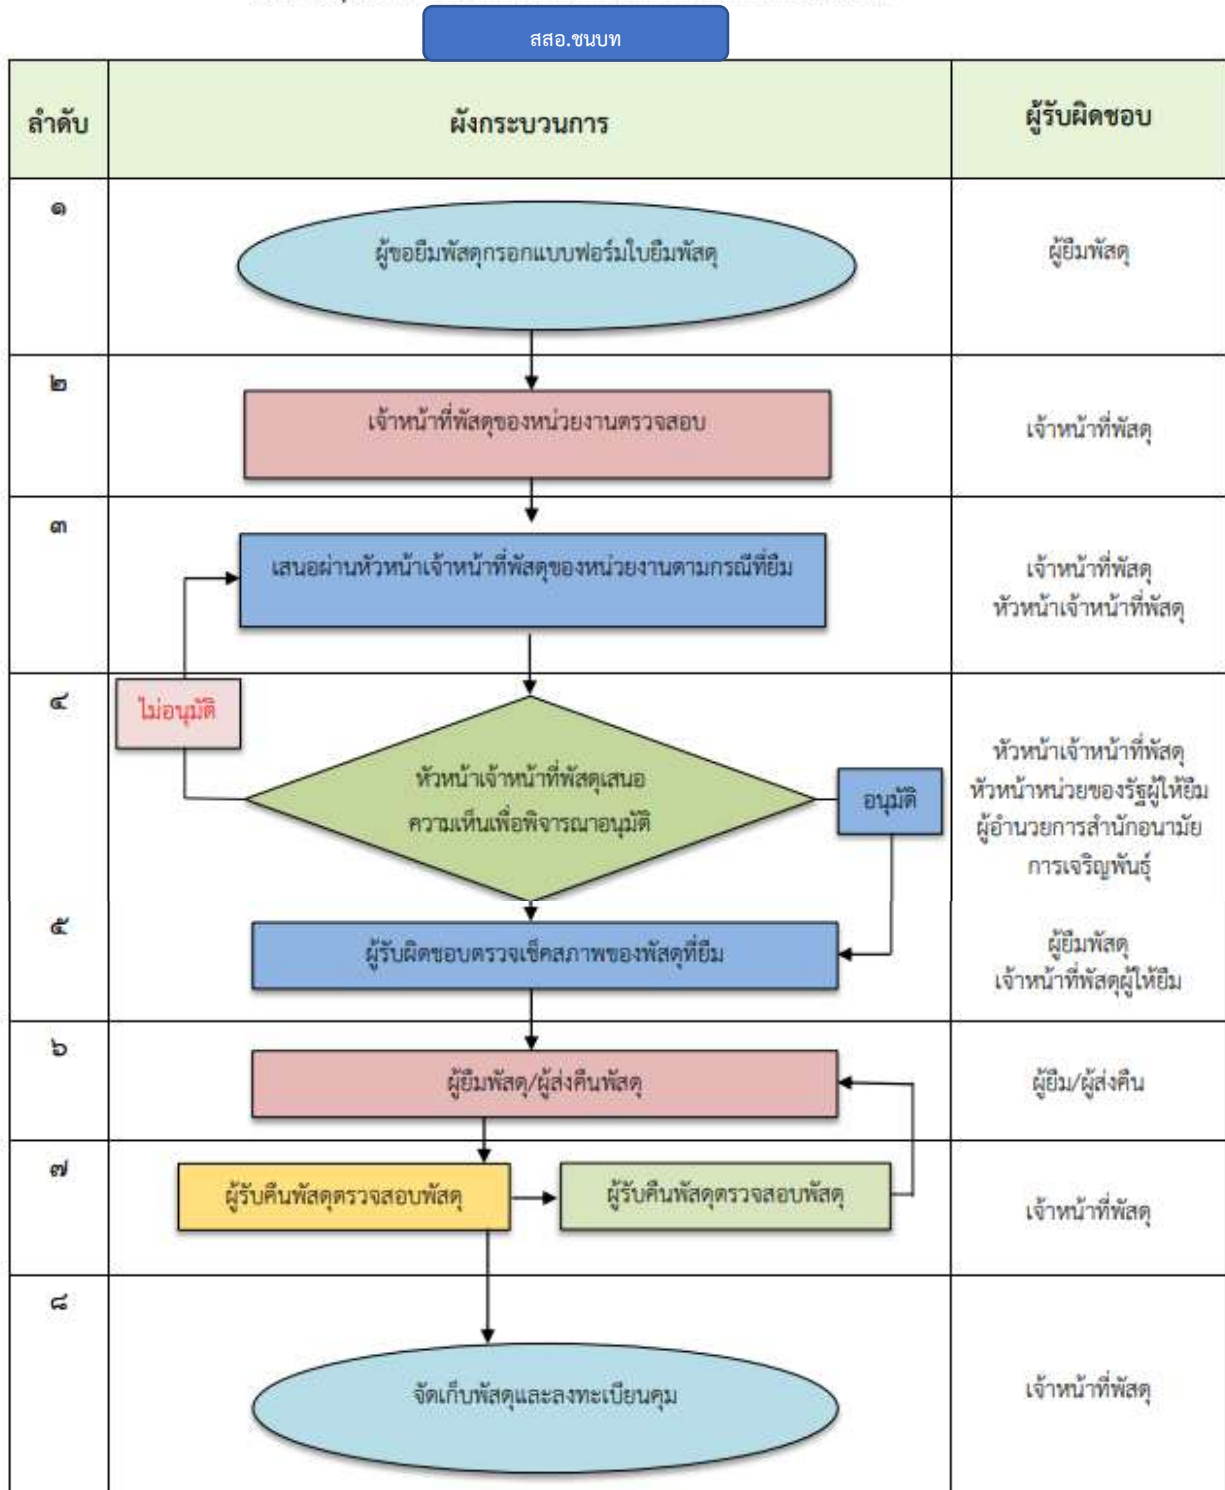 สสอ.ชนบท
ลำดับ
ผังกระบวนการ
ผู้รับผิดชอบ
๑
ผู้ขอยืมพัสดุกรอกแบบฟอร์มใบยืมพัสดุ
ผู้ยืมพัสดุ
๒
เจ้าหน้าที่พัสดุของหน่วยงานตรวจสอบ
เจ้าหน้าที่พัสดุ
๓
เสนอผ่านหัวหน้าเจ้าหน้าที่พัสดุของหน่วยงานตามกรณีที่ยืม
เจ้าหน้าที่พัสดุ
หัวหน้าเจ้าหน้าที่พัสดุ
๔
ไม่อนุมัติ
หัวหน้าเจ้าหน้าที่พัสดุเสนอ
ความเห็นเพื่อพิจารณาอนุมัติ
อนุมัติ
หัวหน้าเจ้าหน้าที่พัสดุ
หัวหน้าหน่วยของรัฐผู้ให้ยืม
ผู้อำนวยการสำนักอนามัย
การเจริญพันธุ์
๕
ผู้รับผิดชอบตรวจเช็คสภาพของพัสดุที่ยืม
ผู้ยืมพัสดุ
เจ้าหน้าที่พัสดุผู้ให้ยืม
๖
ผู้ยืมพัสดุ/ผู้ส่งคืนพัสดุ
ผู้ยืม/ผู้ส่งคืน
๗
ผู้รับคืนพัสดุตรวจสอบพัสดุ
ผู้รับคืนพัสดุตรวจสอบพัสดุ
เจ้าหน้าที่พัสดุ
๘
จัดเก็บพัสดุและลงทะเบียนคุม
เจ้าหน้าที่พัสดุ